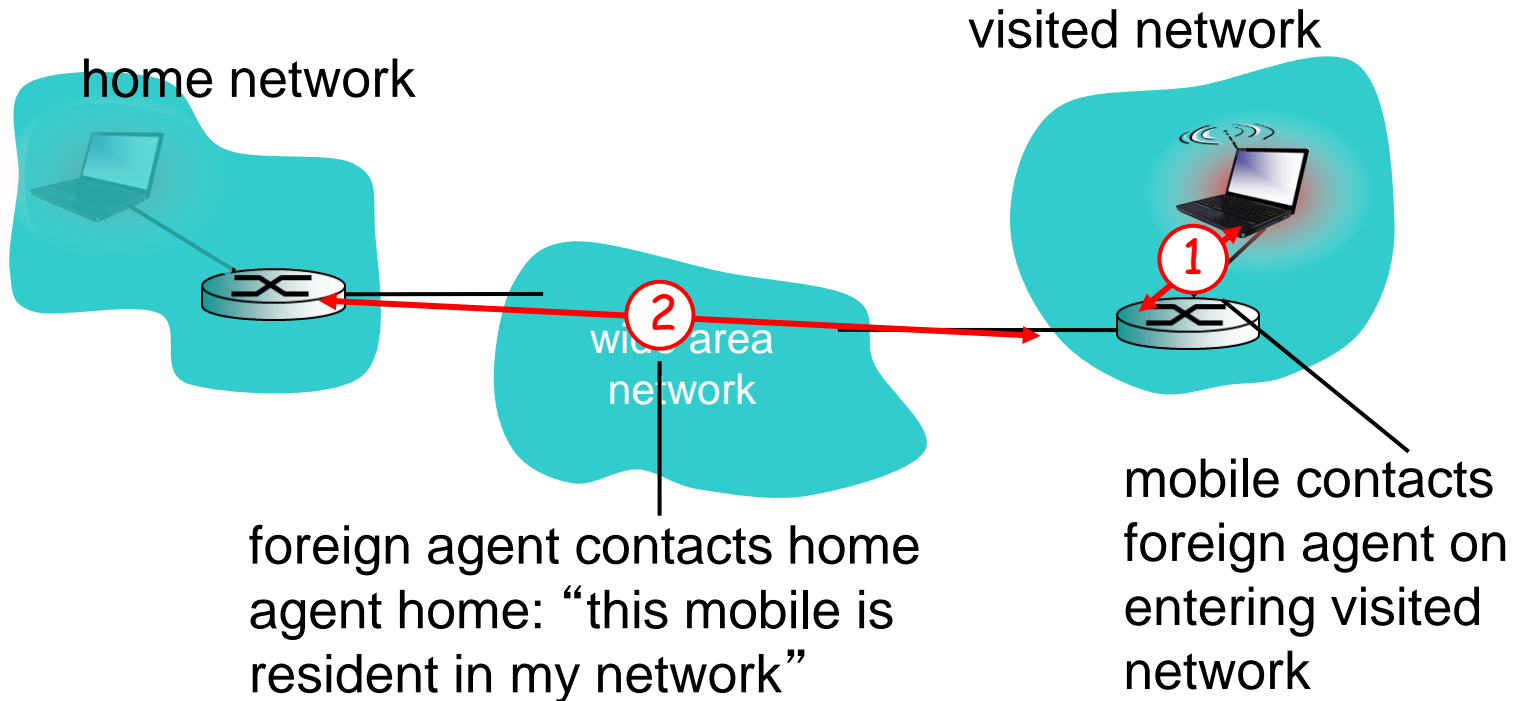 visited network
home network
1
2
wide area
network
foreign agent contacts home
agent home: “this mobile is
resident in my network”
mobile contacts
foreign agent on
entering visited
network